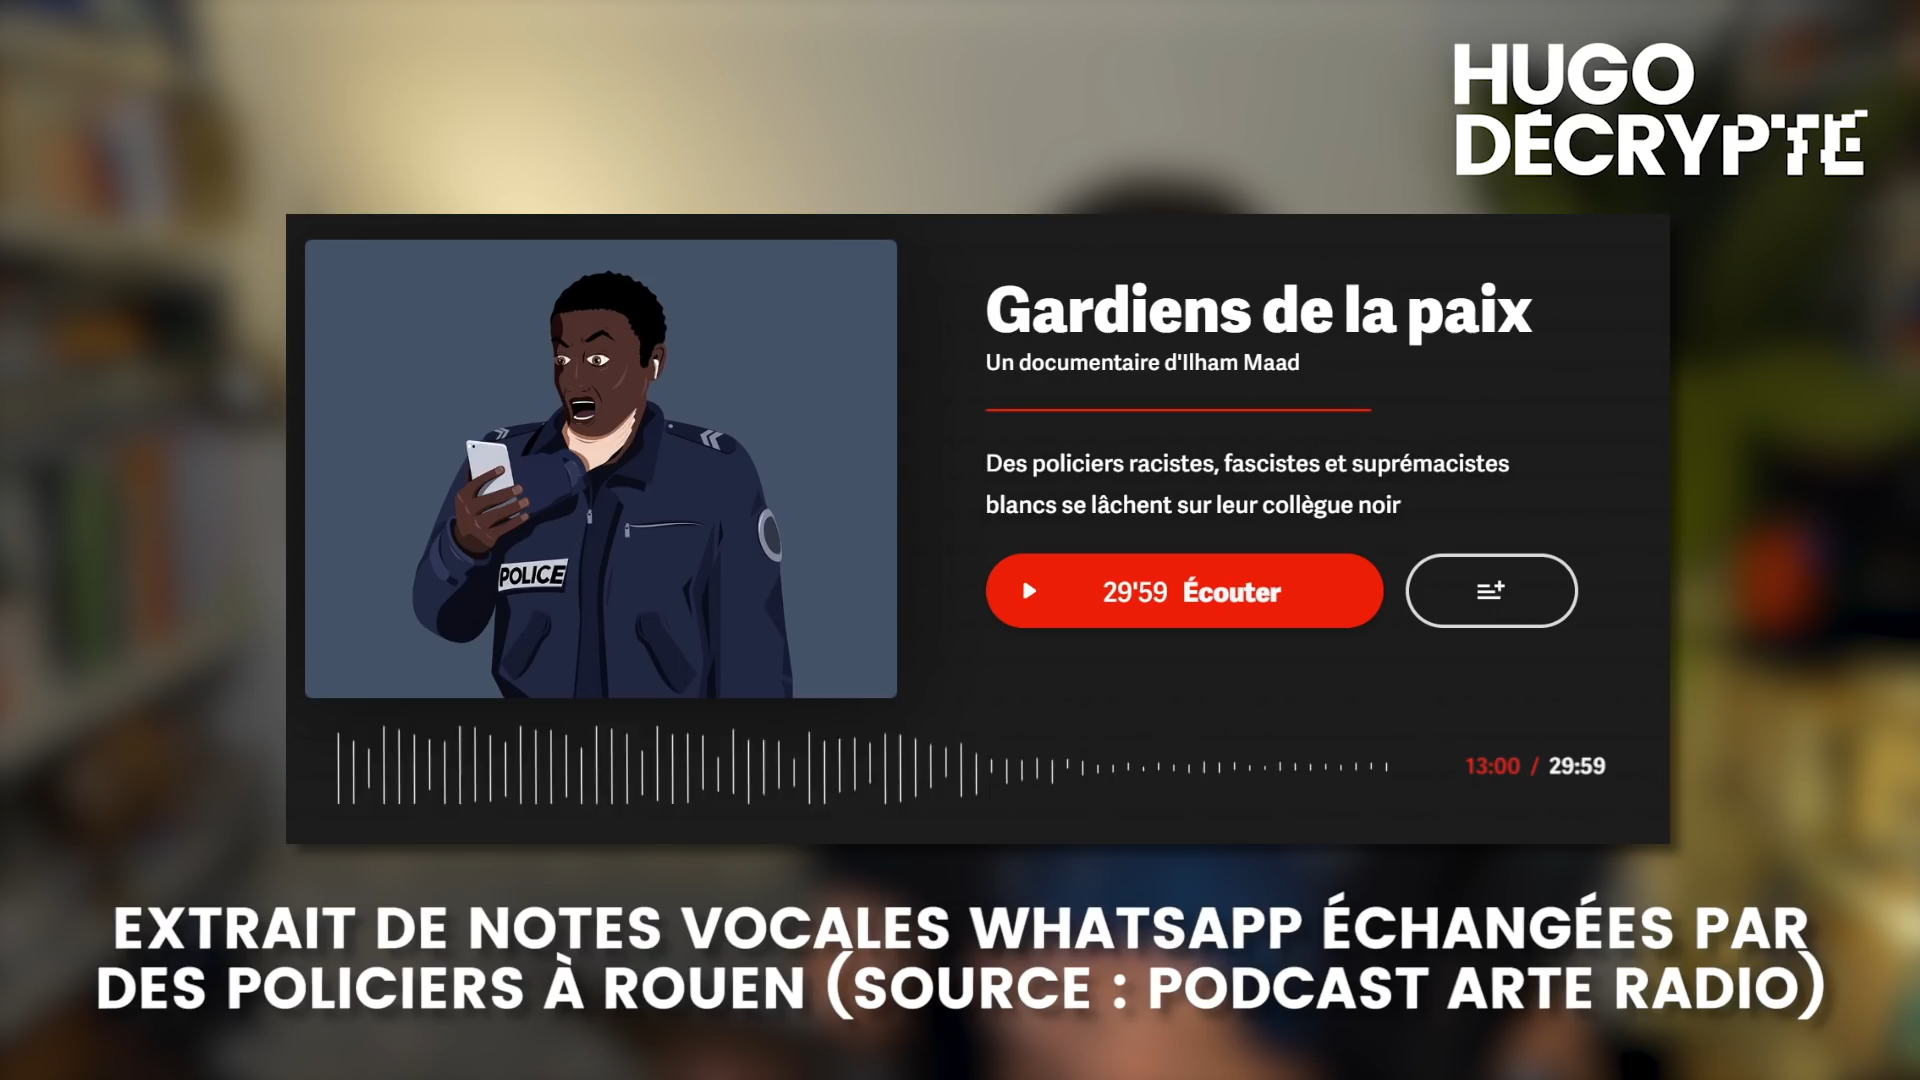 HUGO
DÉCRYPTE
Gardiens de la paix
Un documentaire d'Ilham Maad
Des policiers racistes, fascistes et suprémacistes
blancs se lâchent sur leur collègue noir
POLICE
29'59 Écouter
13:00 / 29:59
EXTRAIT DE NOTES VOCALES WHATSAPP ÉCHANGÉES PAR
DES POLICIERS À ROUEN (SOURCE : PODCAST ARTE RADIO)